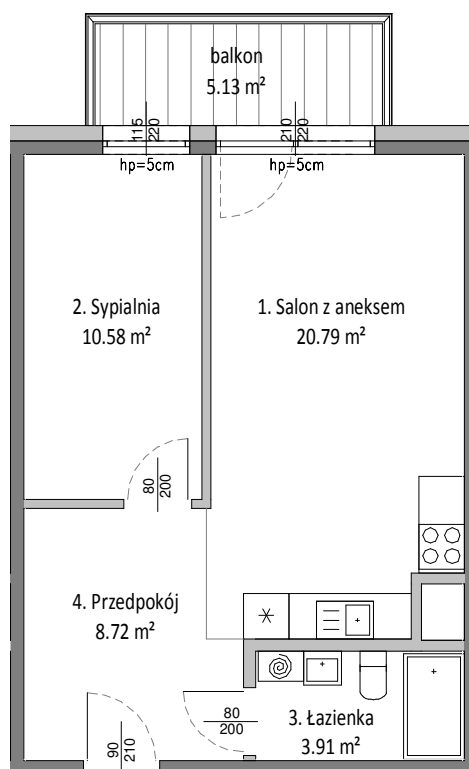 balkon
5.13 m²
115
220
210
220
hp=5cm
hp=5cm
2. Sypialnia
10.58 m²
1. Salon z aneksem
20.79 m²
80
200
4. Przedpokój
8.72 m²
80
200
3. Łazienka
3.91 m²
90
210